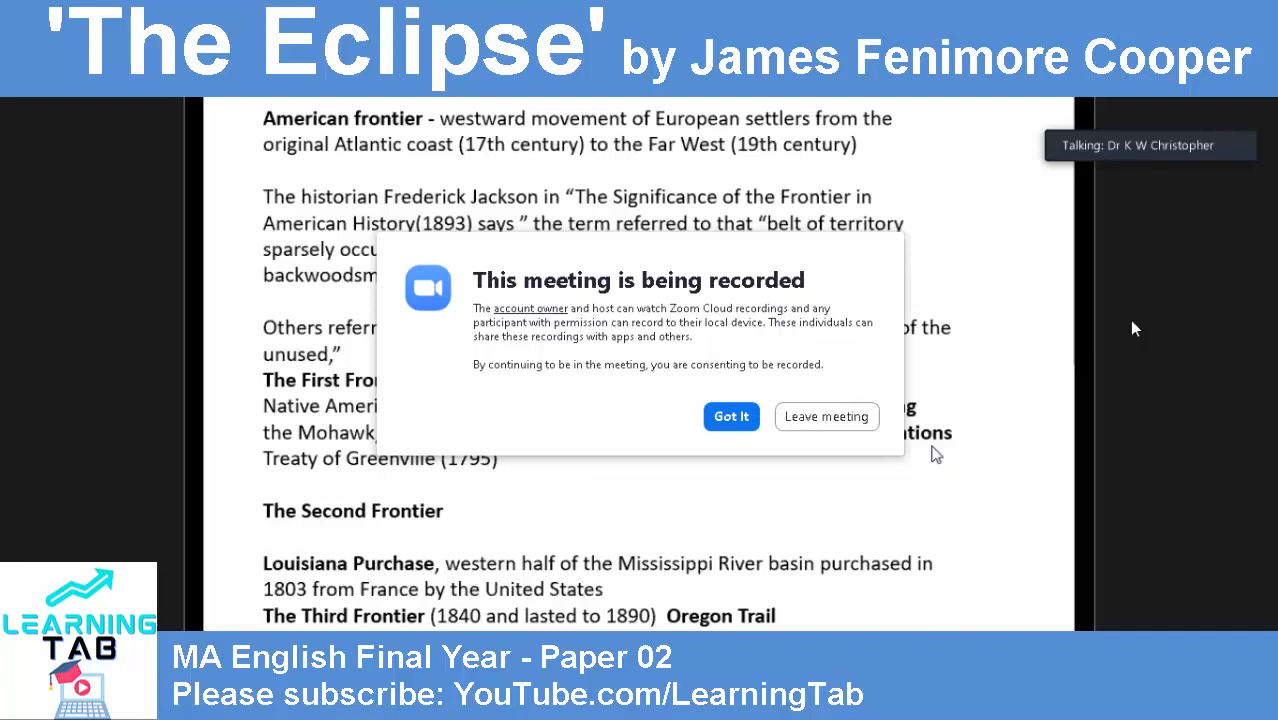 'The Eclipse' by James Fenimore Cooper
American frontier - westward movement of European settlers from the
original Atlantic coast (17th century) to the Far West (19th century)
Talking: Dr K W Christopher
The historian Frederick Jackson in “The Significance of the Frontier in
American History(1893) says ” the term referred to that “belt of territory
sparsely
This meeting is being recorded
The account owner and host can watch Zoom Cloud recordings and any
participant with permission can record to their local device. These individuals can
share these recordings with apps and others.
By continuing to be in the meeting, you are consenting to be recorded.
Got It
Leave meeting
Others of the
unused,”
The First
Native
the Mohawk,
Treaty of Greenville (1795)
The Second Frontier
Louisiana Purchase, western half of the Mississippi River basin purchased in
1803 from France by the United States
The Third Frontier (1840 and lasted to 1890) Oregon Trail
LEARNING
TAB
MA English Final Year - Paper 02
Please subscribe: YouTube.com/LearningTab